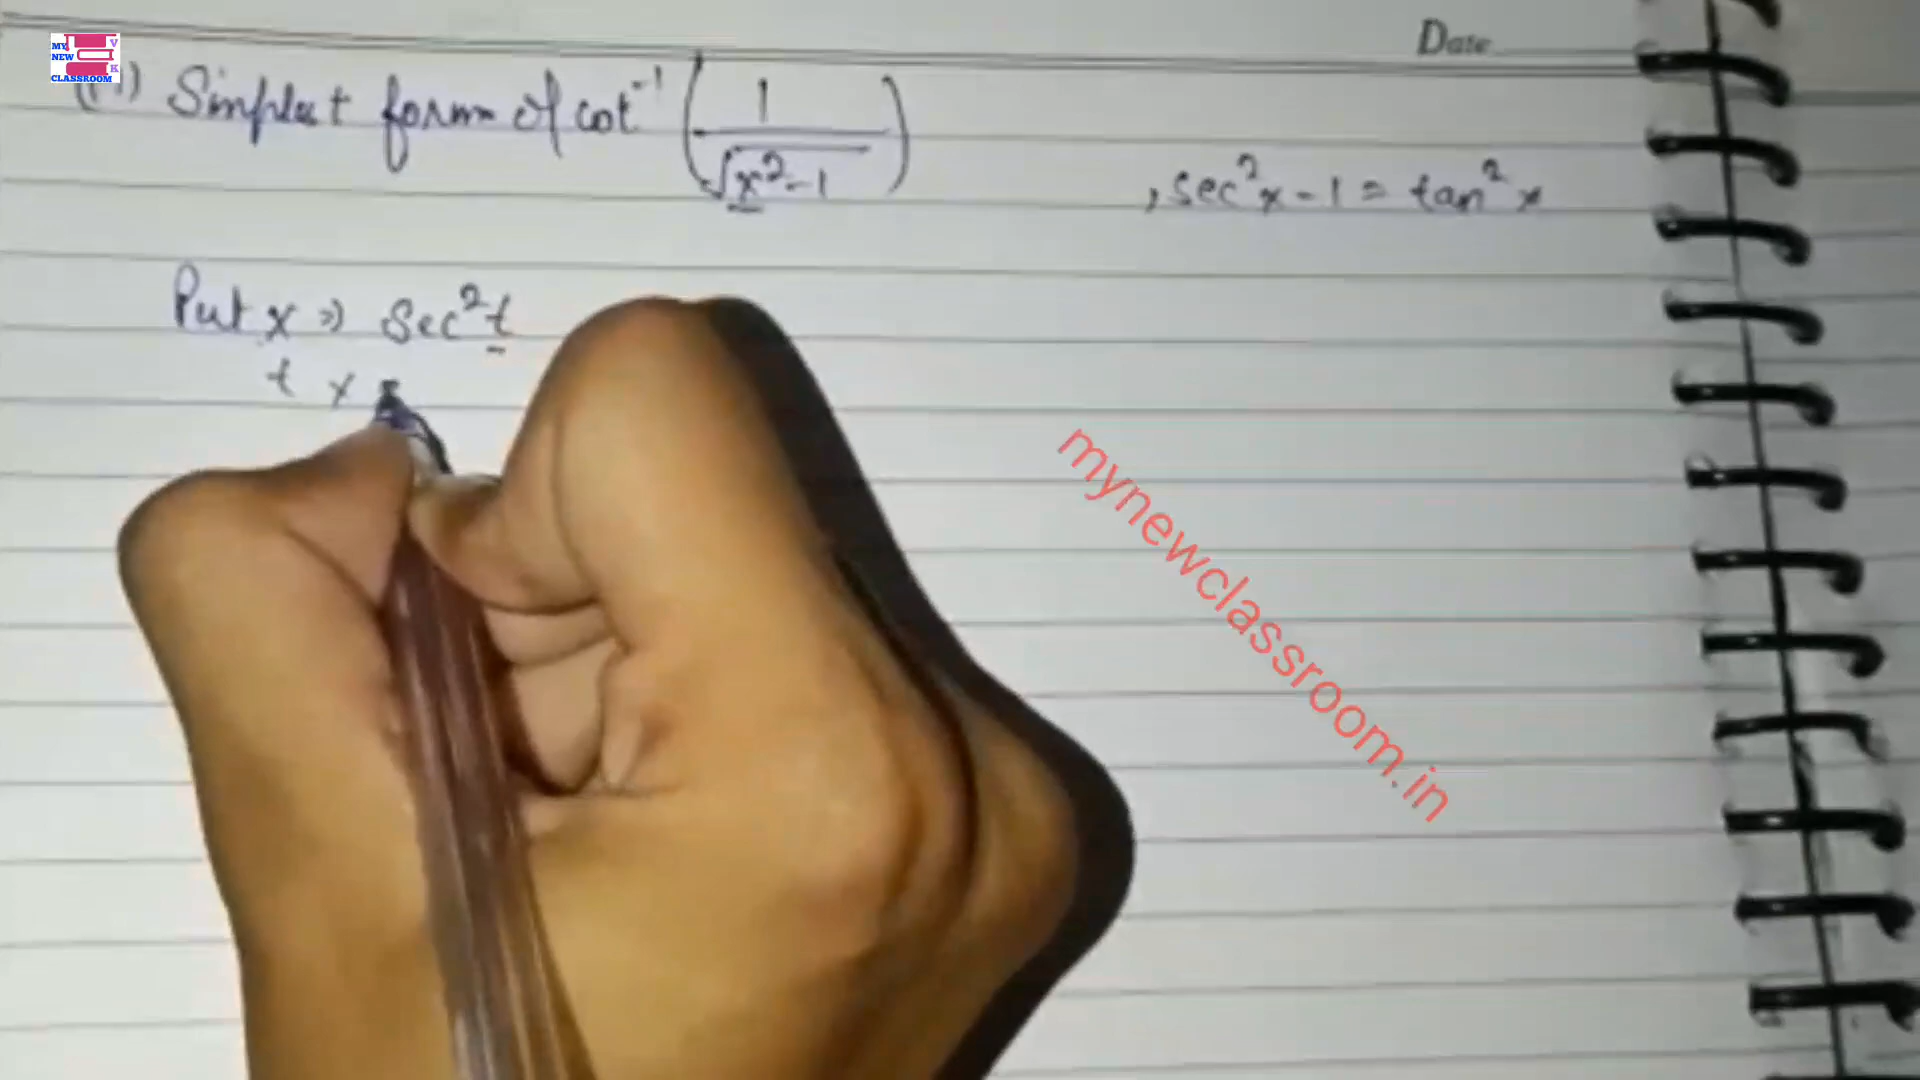 MY NEW CLASSROOM V K
Date
Simplest form of cot⁻¹ (1/√x²-1)
, sec²x - 1 = tan²x
Put x ⇒ sec²t
t x
mynewclassroom.in